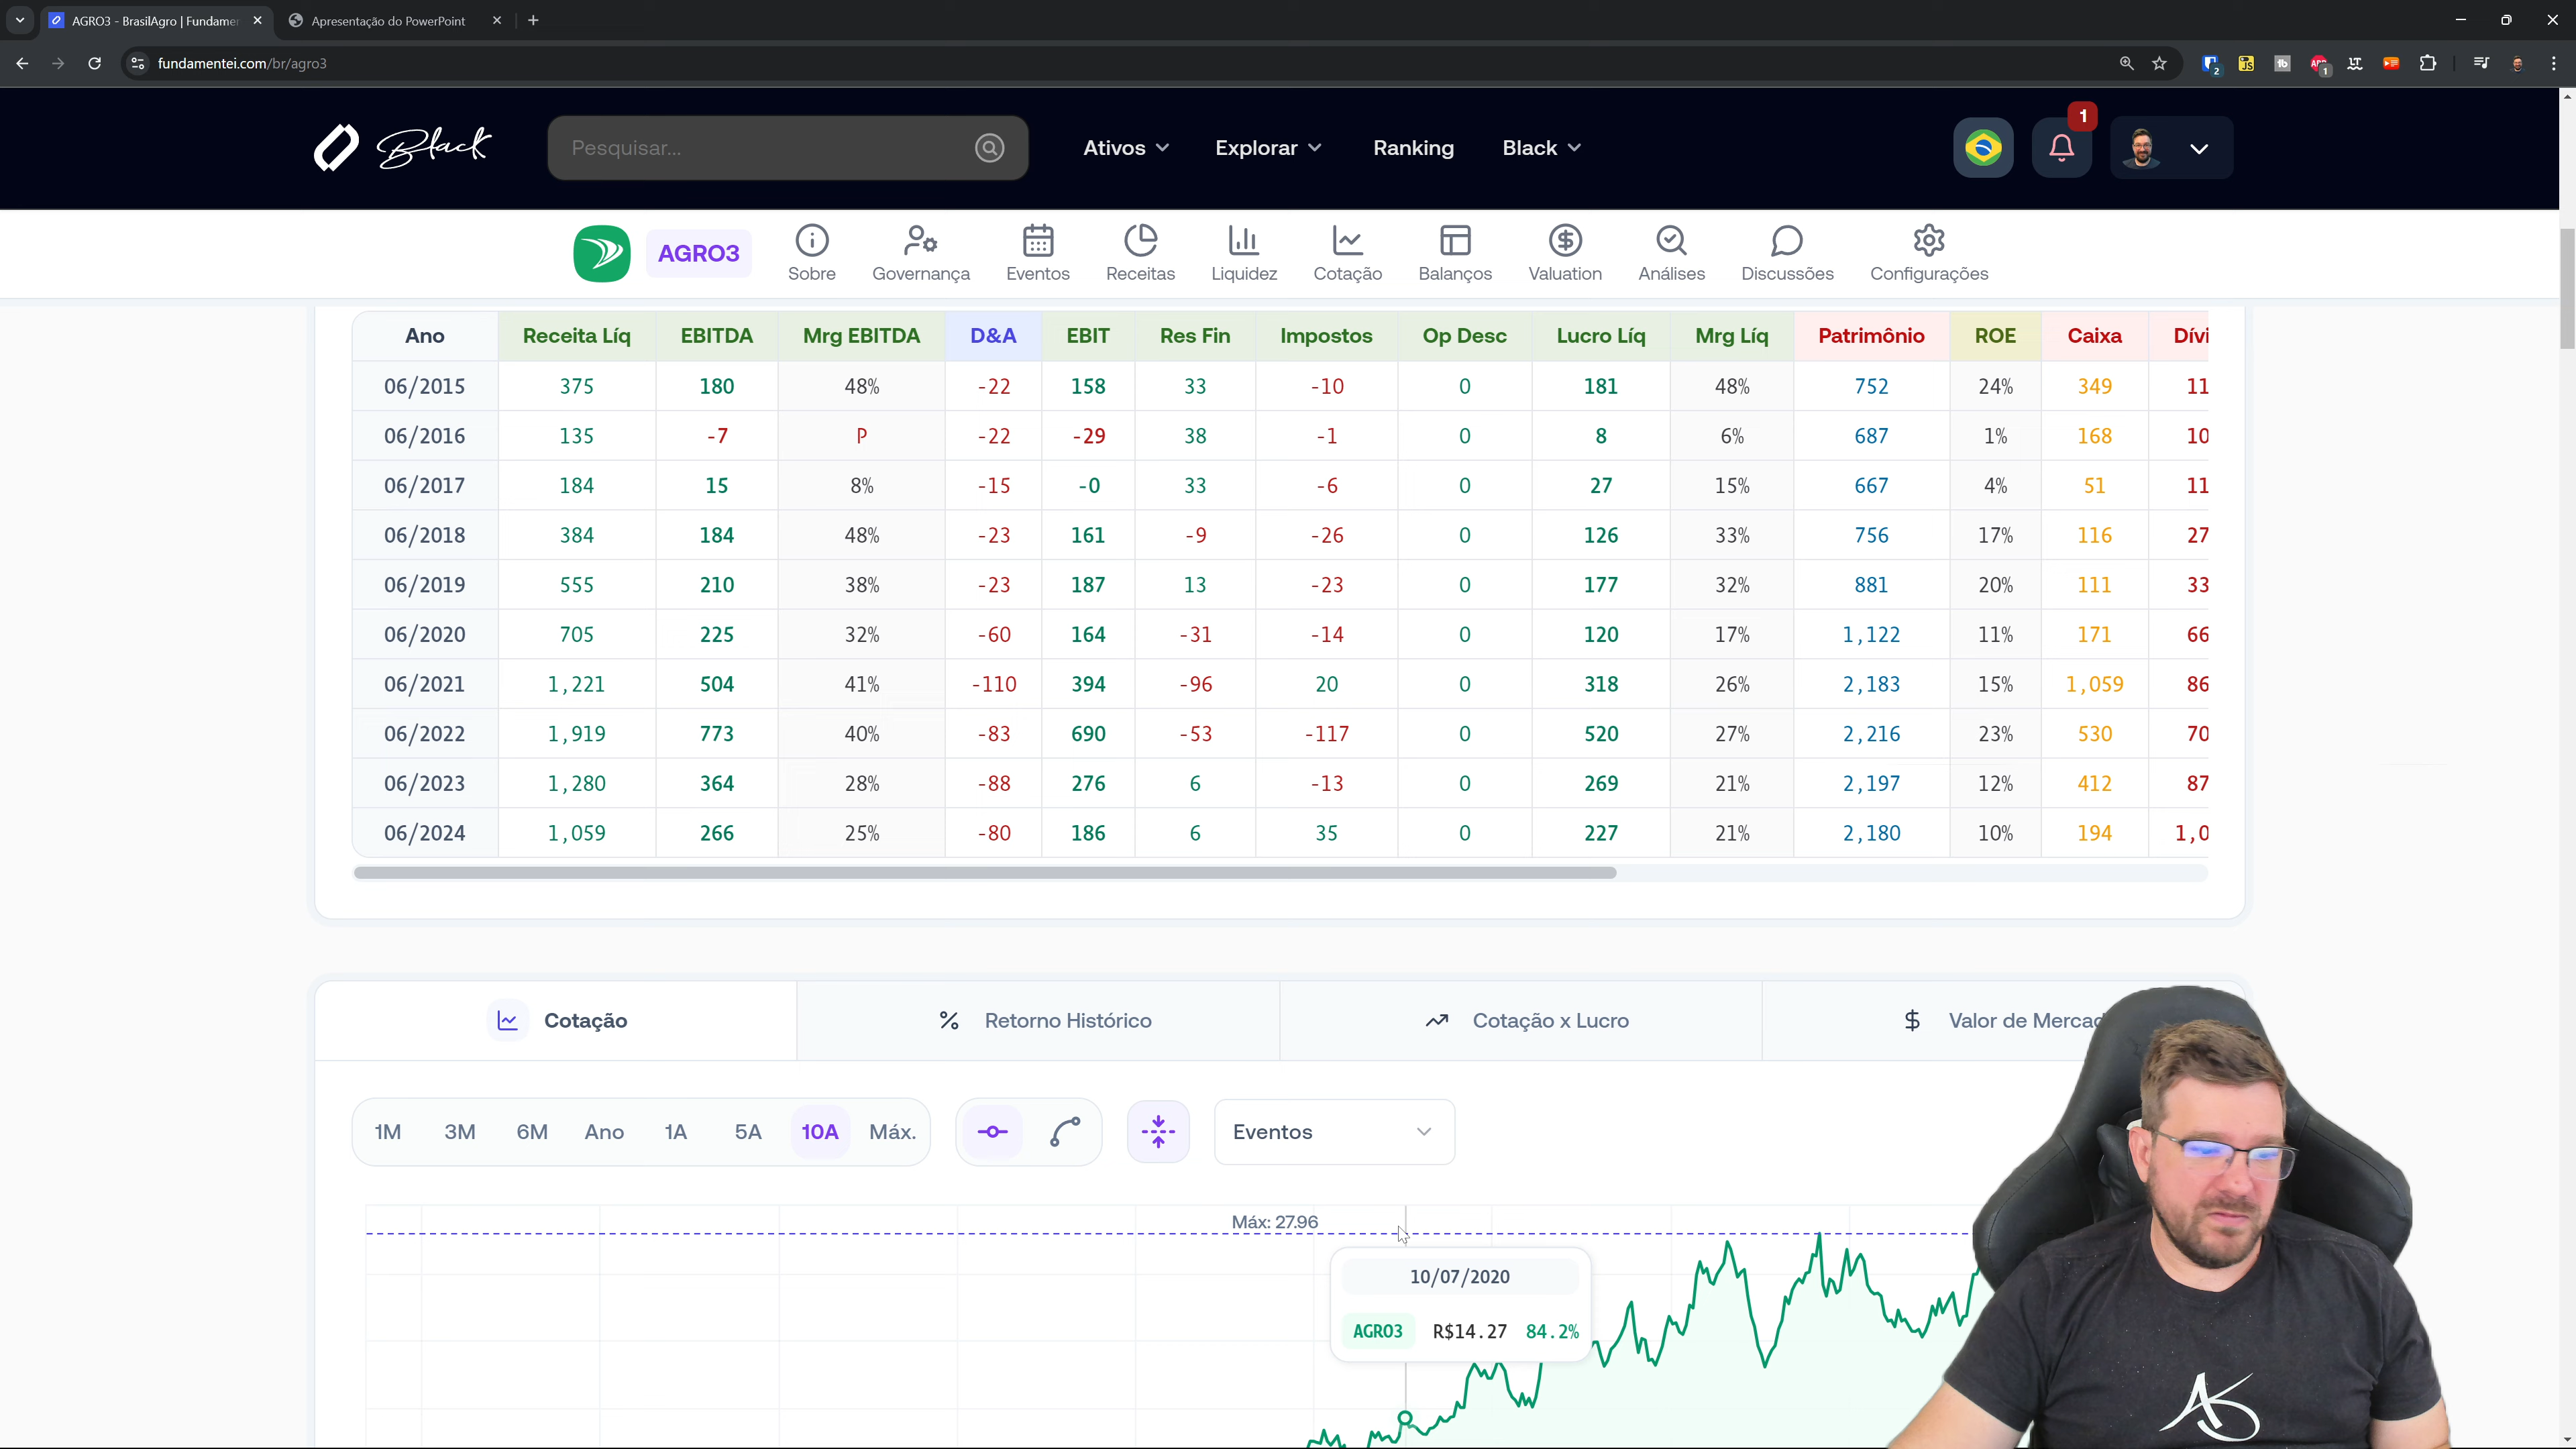 AGRO3 - BrasilAgro | Fundamer
Apresentação do PowerPoint
fundamentei.com/br/agro3
2
JS
tb
1
Black
Pesquisar...
Ativos
Explorar
Ranking
Black
1
AGRO3
Sobre
Governança
Eventos
Receitas
Liquidez
Cotação
Balanços
Valuation
Análises
Discussões
Configurações
Ano Receita Líq EBITDA Mrg EBITDA D&A EBIT Res Fin Impostos Op Desc Lucro Líq Mrg Líq Patrimônio ROE Caixa Dívi
06/2015 375 180 48% -22 158 33 -10 0 181 48% 752 24% 349 11
06/2016 135 -7 P -22 -29 38 -1 0 8 6% 687 1% 168 10
06/2017 184 15 8% -15 -0 33 -6 0 27 15% 667 4% 51 11
06/2018 384 184 48% -23 161 -9 -26 0 126 33% 756 17% 116 27
06/2019 555 210 38% -23 187 13 -23 0 177 32% 881 20% 111 33
06/2020 705 225 32% -60 164 -31 -14 0 120 17% 1,122 11% 171 66
06/2021 1,221 504 41% -110 394 -96 20 0 318 26% 2,183 15% 1,059 86
06/2022 1,919 773 40% -83 690 -53 -117 0 520 27% 2,216 23% 530 70
06/2023 1,280 364 28% -88 276 6 -13 0 269 21% 2,197 12% 412 87
06/2024 1,059 266 25% -80 186 6 35 0 227 21% 2,180 10% 194 1,0
Cotação
% Retorno Histórico
Cotação x Lucro
$ Valor de Mercad
1M 3M 6M Ano 1A 5A 10A Máx.
Eventos
Máx: 27.96
10/07/2020
AGRO3 R$14.27 84.2%